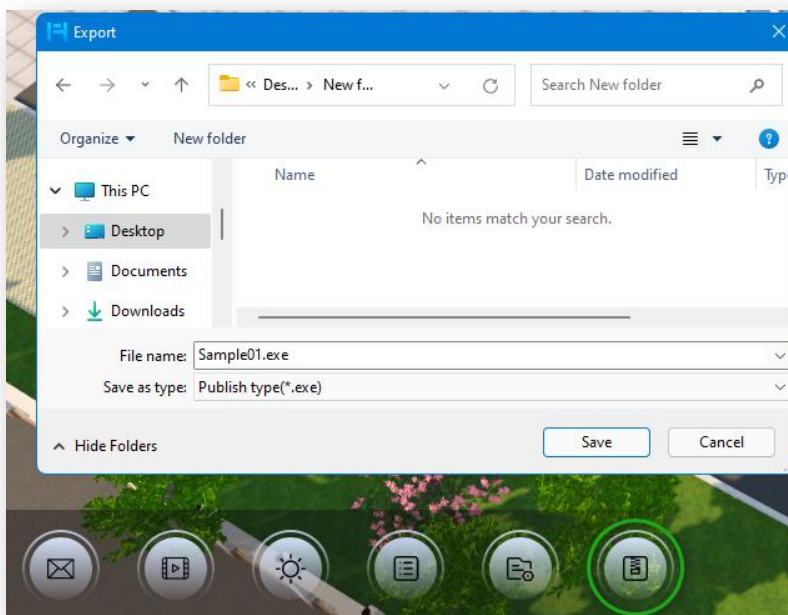 Export
« Des... › New f...
Search New folder
Organize
New folder
?
Name
Date modified
Typ
This PC
No items match your search.
Desktop
Documents
Downloads
File name: Sample01.exe
Save as type: Publish type(*.exe)
Hide Folders
Save
Cancel